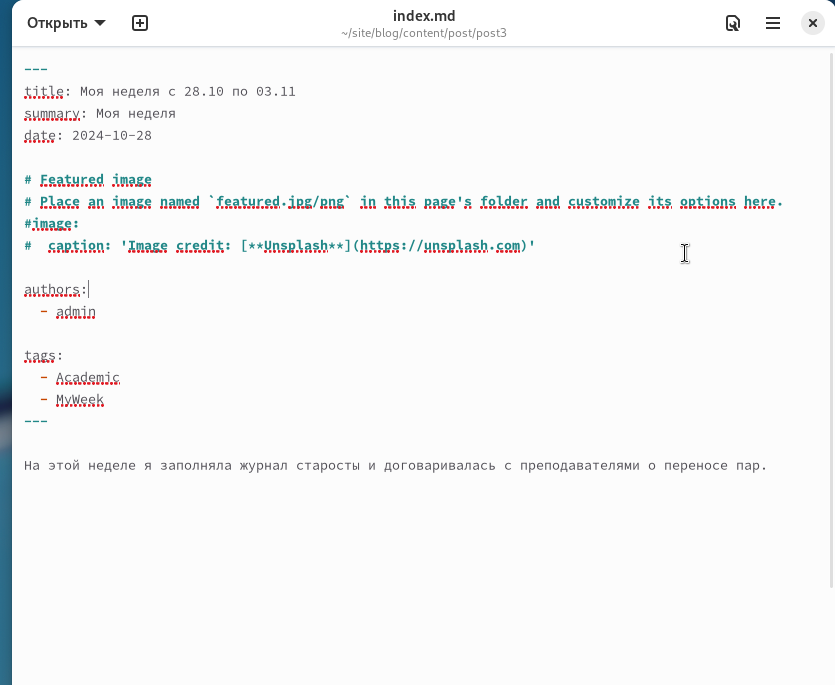 Открыть
index.md
~/site/blog/content/post/post3
---
title: Моя неделя с 28.10 по 03.11
summary: Моя неделя
date: 2024-10-28
# Featured image
# Place an image named `featured.jpg/png` in this page's folder and customize its options here.
#image:
#  caption: 'Image credit: [**Unsplash**](https://unsplash.com)'
authors:
  - admin
tags:
  - Academic
  - MyWeek
---
На этой неделе я заполняла журнал старосты и договаривалась с преподавателями о переносе пар.